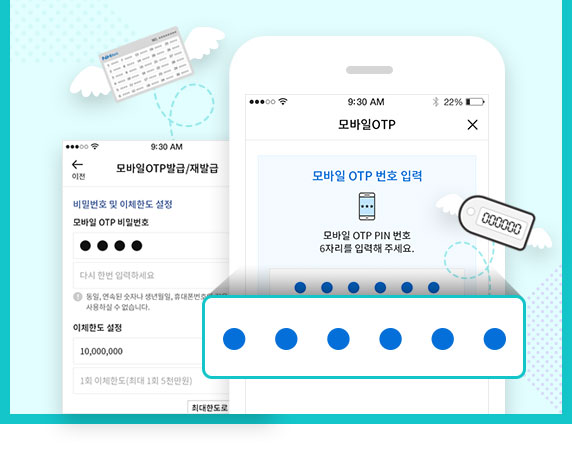 9:30 AM
22%
모바일OTP
모바일 OTP 번호 입력
모바일 OTP PIN 번호
6자리를 입력해 주세요.
000000
9:30 AM
이전
모바일OTP발급/재발급
비밀번호 및 이체한도 설정
모바일 OTP 비밀번호
다시 한번 입력하세요
동일, 연속된 숫자나 생년월일, 휴대폰번호
사용하실 수 없습니다.
이체한도 설정
10,000,000
1회 이체한도(최대 1회 5천만원)
최대한도로